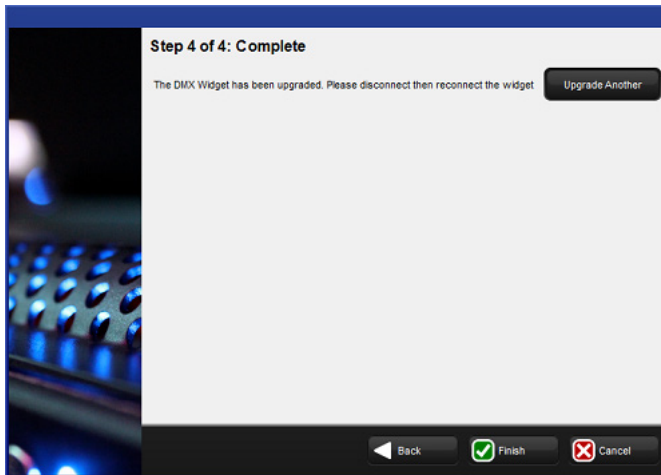 Step 4 of 4: Complete
The DMX Widget has been upgraded. Please disconnect then reconnect the widget
Upgrade Another
Back
Finish
Cancel